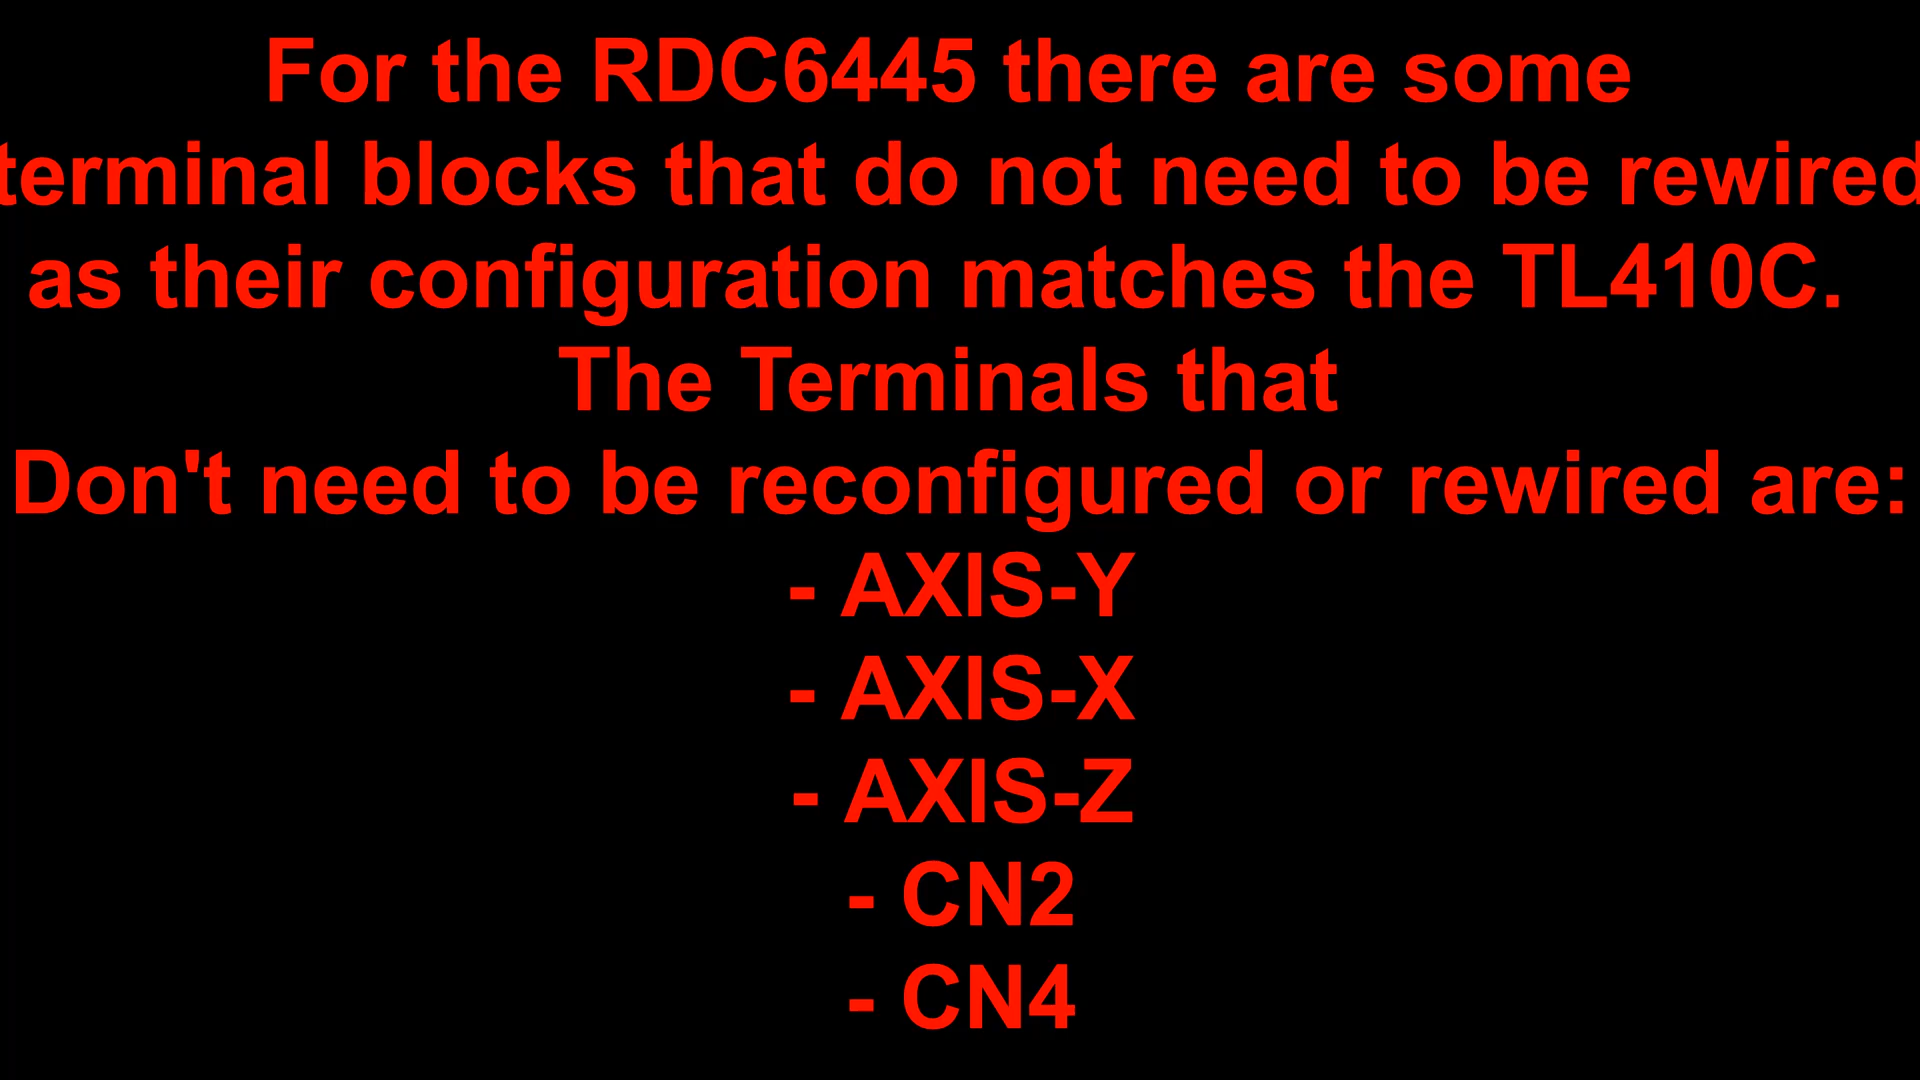 For the RDC6445 there are some
terminal blocks that do not need to be rewired
as their configuration matches the TL410C.
The Terminals that
Don't need to be reconfigured or rewired are:
- AXIS-Y
- AXIS-X
- AXIS-Z
- CN2
- CN4